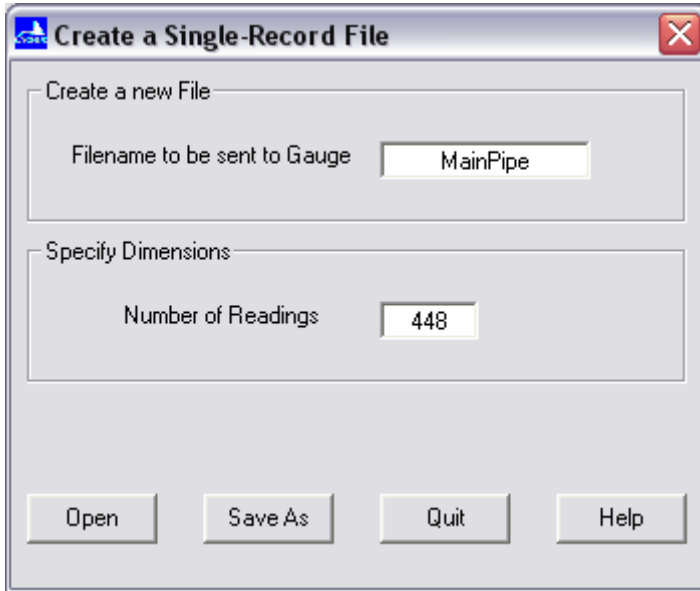 Create a Single-Record File
Create a new File
Filename to be sent to Gauge MainPipe
Specify Dimensions
Number of Readings 448
Open Save As Quit Help